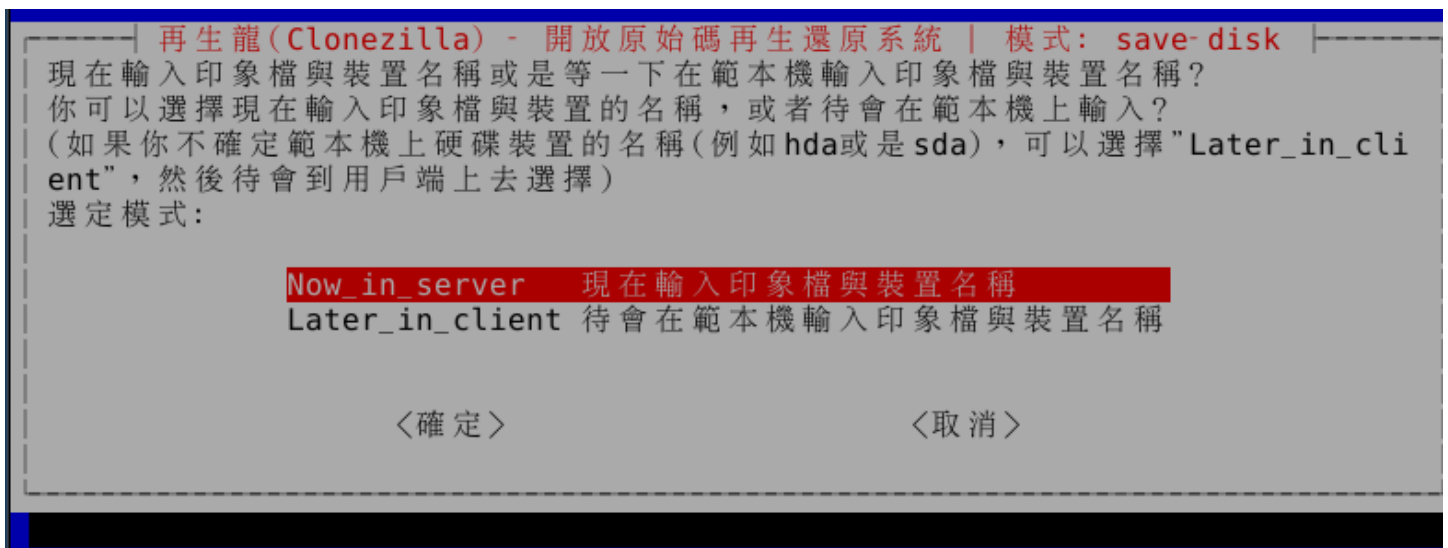 再生龍(Clonezilla) - 開放原始碼再生還原系統 | 模式: save-disk
現在輸入印象檔與裝置名稱或是等一下在範本機輸入印象檔與裝置名稱?
你可以選擇現在輸入印象檔與裝置的名稱，或者待會在範本機上輸入?
(如果你不確定範本機上硬碟裝置的名稱(例如hda或是sda)，可以選擇"Later_in_cli
ent"，然後待會到用戶端上去選擇)
選定模式:
Now_in_server 現在輸入印象檔與裝置名稱
Later_in_client 待會在範本機輸入印象檔與裝置名稱
<確定> <取消>